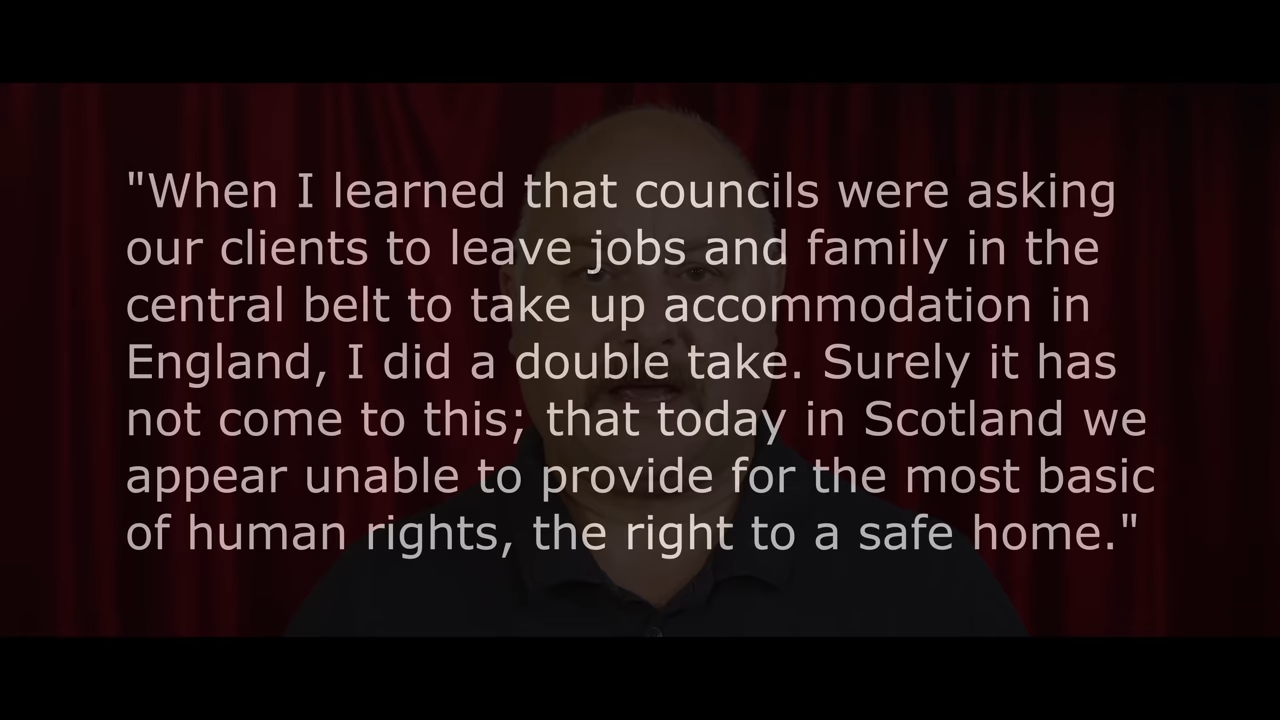 "When I learned that councils were asking
our clients to leave jobs and family in the
central belt to take up accommodation in
England, I did a double take. Surely it has
not come to this; that today in Scotland we
appear unable to provide for the most basic
of human rights, the right to a safe home."